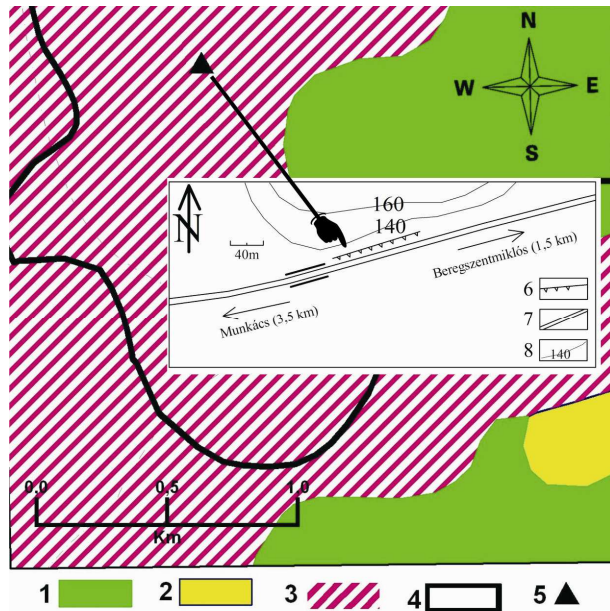 N
W E
S
N
160
140
40m
Beregszentmiklós (1,5 km)
Munkács (3,5 km)
6
7
8 140
0,0 0,5 1,0
Km
1 2 3 4 5